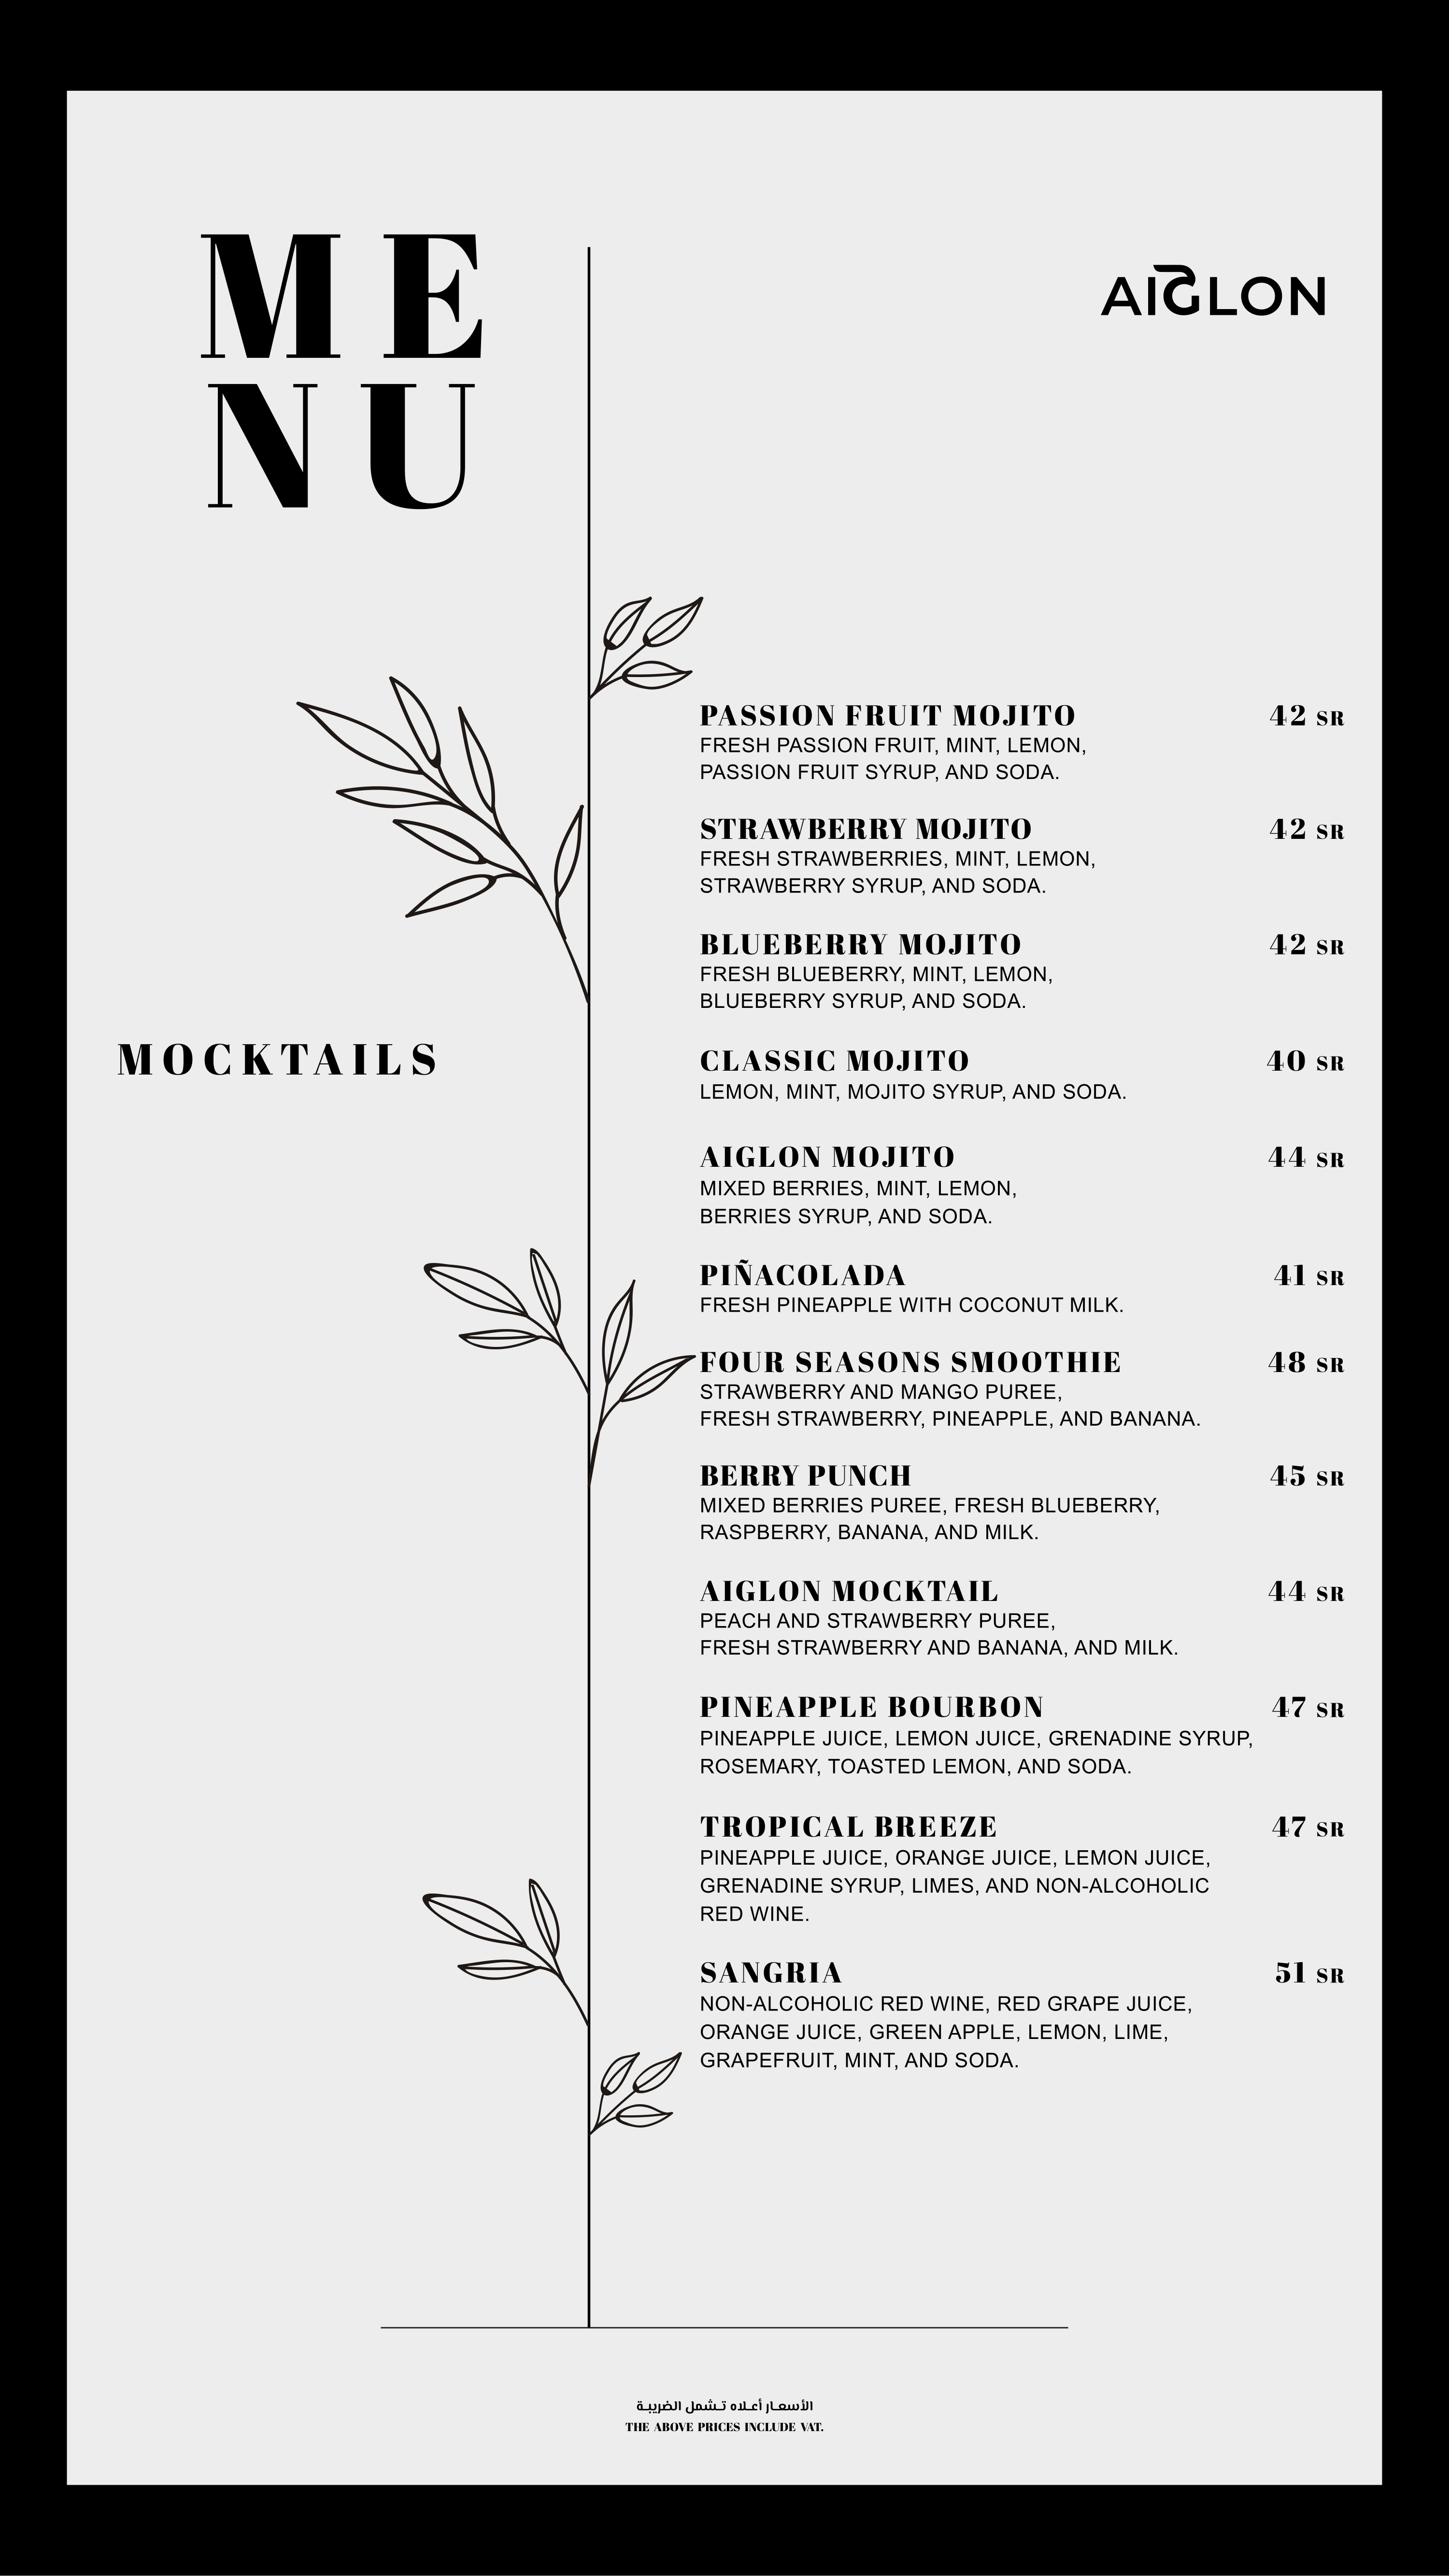 ME
NU
AIGLON
MOCKTAILS
PASSION FRUIT MOJITO 42 SR
FRESH PASSION FRUIT, MINT, LEMON,
PASSION FRUIT SYRUP, AND SODA.
STRAWBERRY MOJITO 42 SR
FRESH STRAWBERRIES, MINT, LEMON,
STRAWBERRY SYRUP, AND SODA.
BLUEBERRY MOJITO 42 SR
FRESH BLUEBERRY, MINT, LEMON,
BLUEBERRY SYRUP, AND SODA.
CLASSIC MOJITO 40 SR
LEMON, MINT, MOJITO SYRUP, AND SODA.
AIGLON MOJITO 44 SR
MIXED BERRIES, MINT, LEMON,
BERRIES SYRUP, AND SODA.
PIÑACOLADA 41 SR
FRESH PINEAPPLE WITH COCONUT MILK.
FOUR SEASONS SMOOTHIE 48 SR
STRAWBERRY AND MANGO PUREE,
FRESH STRAWBERRY, PINEAPPLE, AND BANANA.
BERRY PUNCH 45 SR
MIXED BERRIES PUREE, FRESH BLUEBERRY,
RASPBERRY, BANANA, AND MILK.
AIGLON MOCKTAIL 44 SR
PEACH AND STRAWBERRY PUREE,
FRESH STRAWBERRY AND BANANA, AND MILK.
PINEAPPLE BOURBON 47 SR
PINEAPPLE JUICE, LEMON JUICE, GRENADINE SYRUP,
ROSEMARY, TOASTED LEMON, AND SODA.
TROPICAL BREEZE 47 SR
PINEAPPLE JUICE, ORANGE JUICE, LEMON JUICE,
GRENADINE SYRUP, LIMES, AND NON-ALCOHOLIC
RED WINE.
SANGRIA 51 SR
NON-ALCOHOLIC RED WINE, RED GRAPE JUICE,
ORANGE JUICE, GREEN APPLE, LEMON, LIME,
GRAPEFRUIT, MINT, AND SODA.
الأسعـار أعـلاه تـشمل الضريبـة
THE ABOVE PRICES INCLUDE VAT.